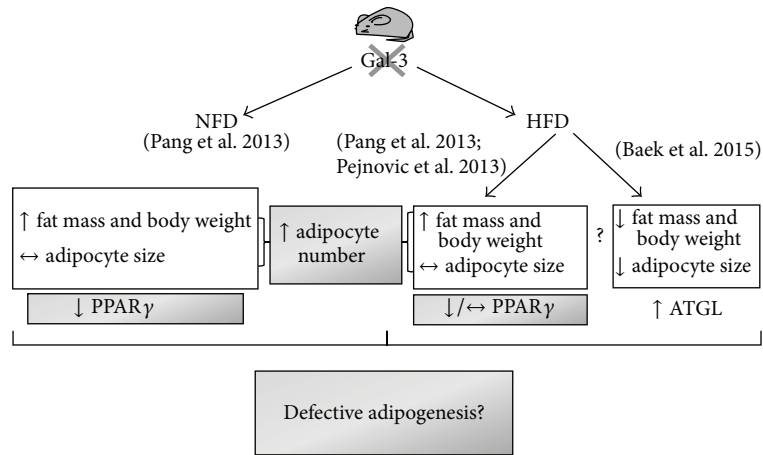 Gal-3
NFD
(Pang et al. 2013)
HFD
(Pang et al. 2013;
Pejnovic et al. 2013)
(Baek et al. 2015)
↑ fat mass and body weight
↔ adipocyte size
↑ adipocyte
number
↑ fat mass and
body weight
↔ adipocyte size
?
↓ fat mass and
body weight
↓ adipocyte size
↓ PPARγ
↓/↔ PPARγ
↑ ATGL
Defective adipogenesis?